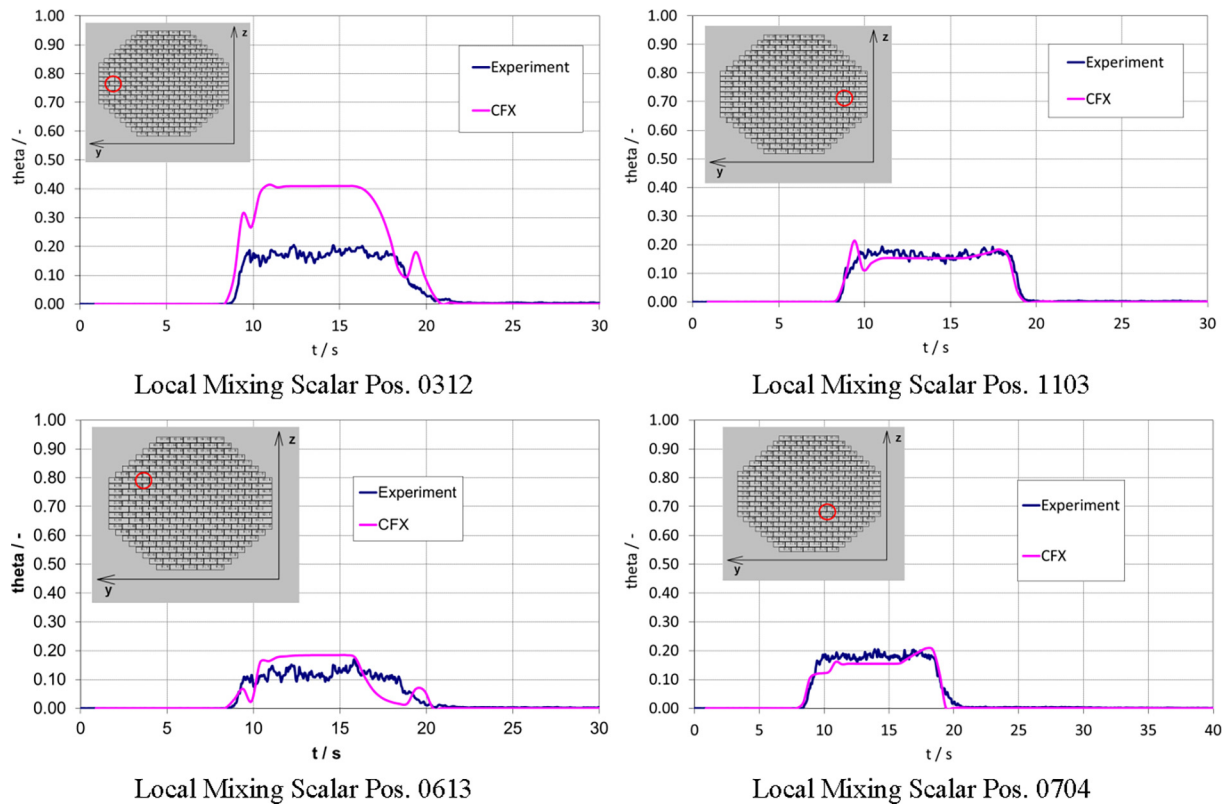 1.00
0.90
0.80
0.70
0.60
0.50
0.40
0.30
0.20
0.10
0.00
theta / -
z
y
Experiment
CFX
0 5 10 15 20 25 30
t / s
Local Mixing Scalar Pos. 0312
1.00
0.90
0.80
0.70
0.60
0.50
0.40
0.30
0.20
0.10
0.00
theta / -
z
y
Experiment
CFX
0 5 10 15 20 25 30
t / s
Local Mixing Scalar Pos. 1103
1.00
0.90
0.80
0.70
0.60
0.50
0.40
0.30
0.20
0.10
0.00
theta / -
z
y
Experiment
CFX
0 5 10 15 20 25 30
t / s
Local Mixing Scalar Pos. 0613
1.00
0.90
0.80
0.70
0.60
0.50
0.40
0.30
0.20
0.10
0.00
theta / -
z
y
Experiment
CFX
0 5 10 15 20 25 30 35 40
t / s
Local Mixing Scalar Pos. 0704